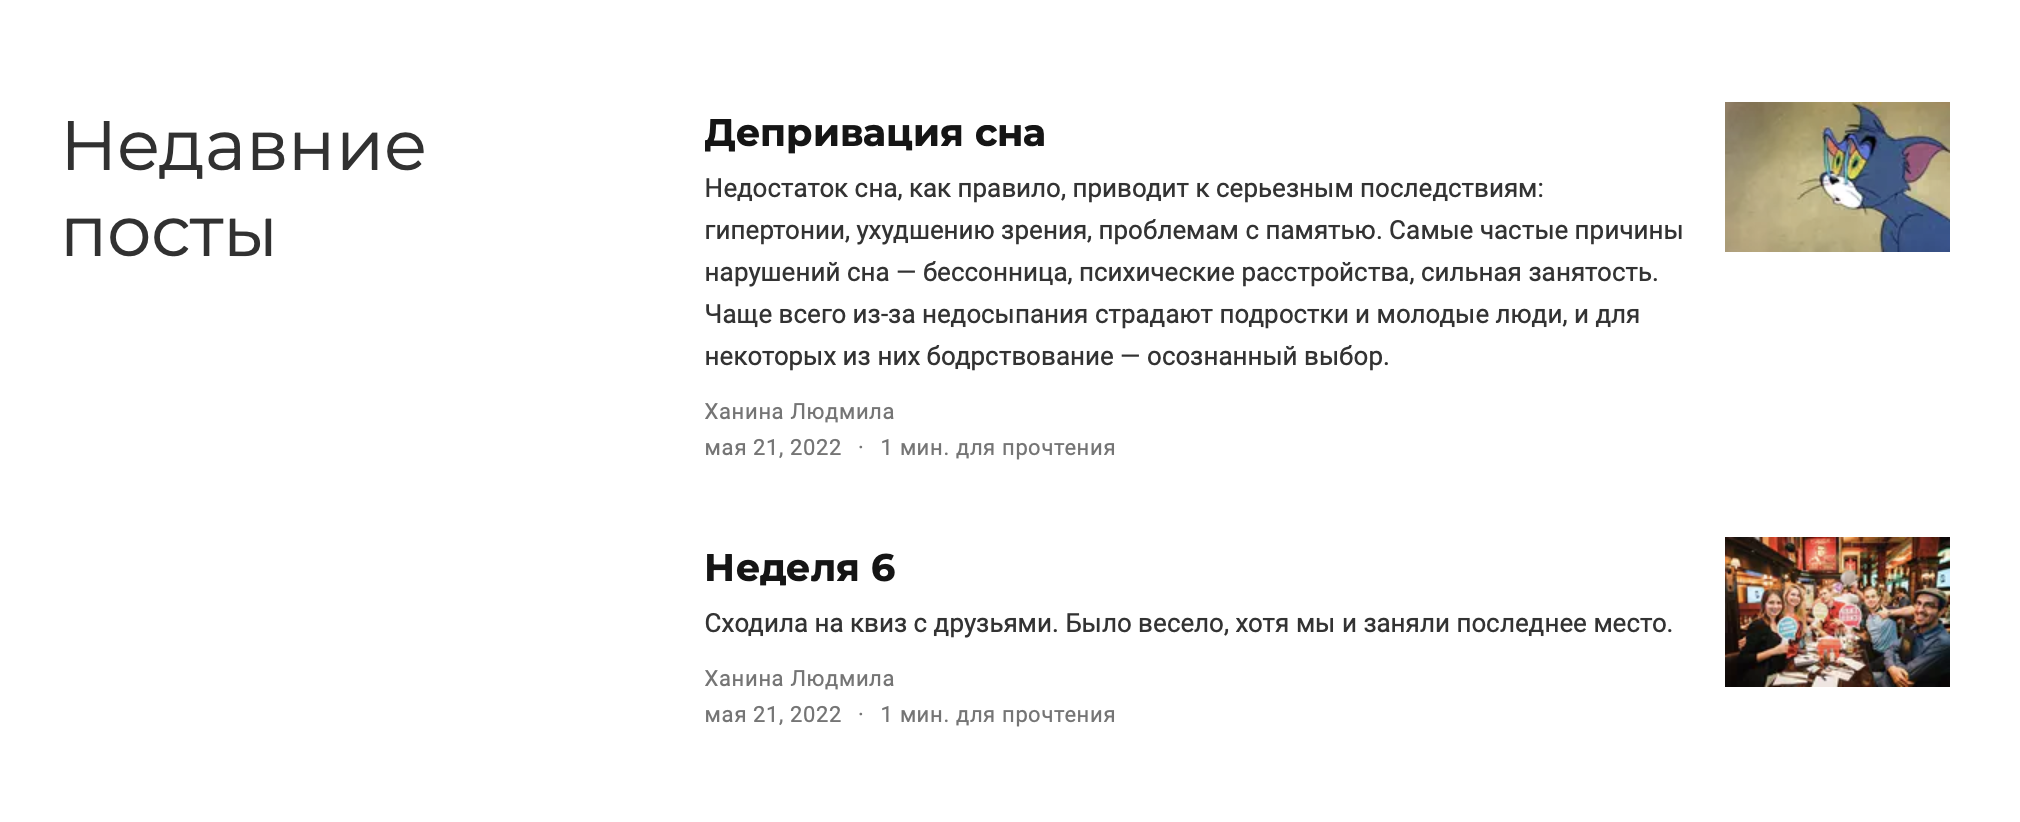 Недавние
посты
Депривация сна
Недостаток сна, как правило, приводит к серьезным последствиям:
гипертонии, ухудшению зрения, проблемам с памятью. Самые частые причины
нарушений сна — бессонница, психические расстройства, сильная занятость.
Чаще всего из-за недосыпания страдают подростки и молодые люди, и для
некоторых из них бодрствование — осознанный выбор.
Ханина Людмила
мая 21, 2022 · 1 мин. для прочтения
Неделя 6
Сходила на квиз с друзьями. Было весело, хотя мы и заняли последнее место.
Ханина Людмила
мая 21, 2022 · 1 мин. для прочтения